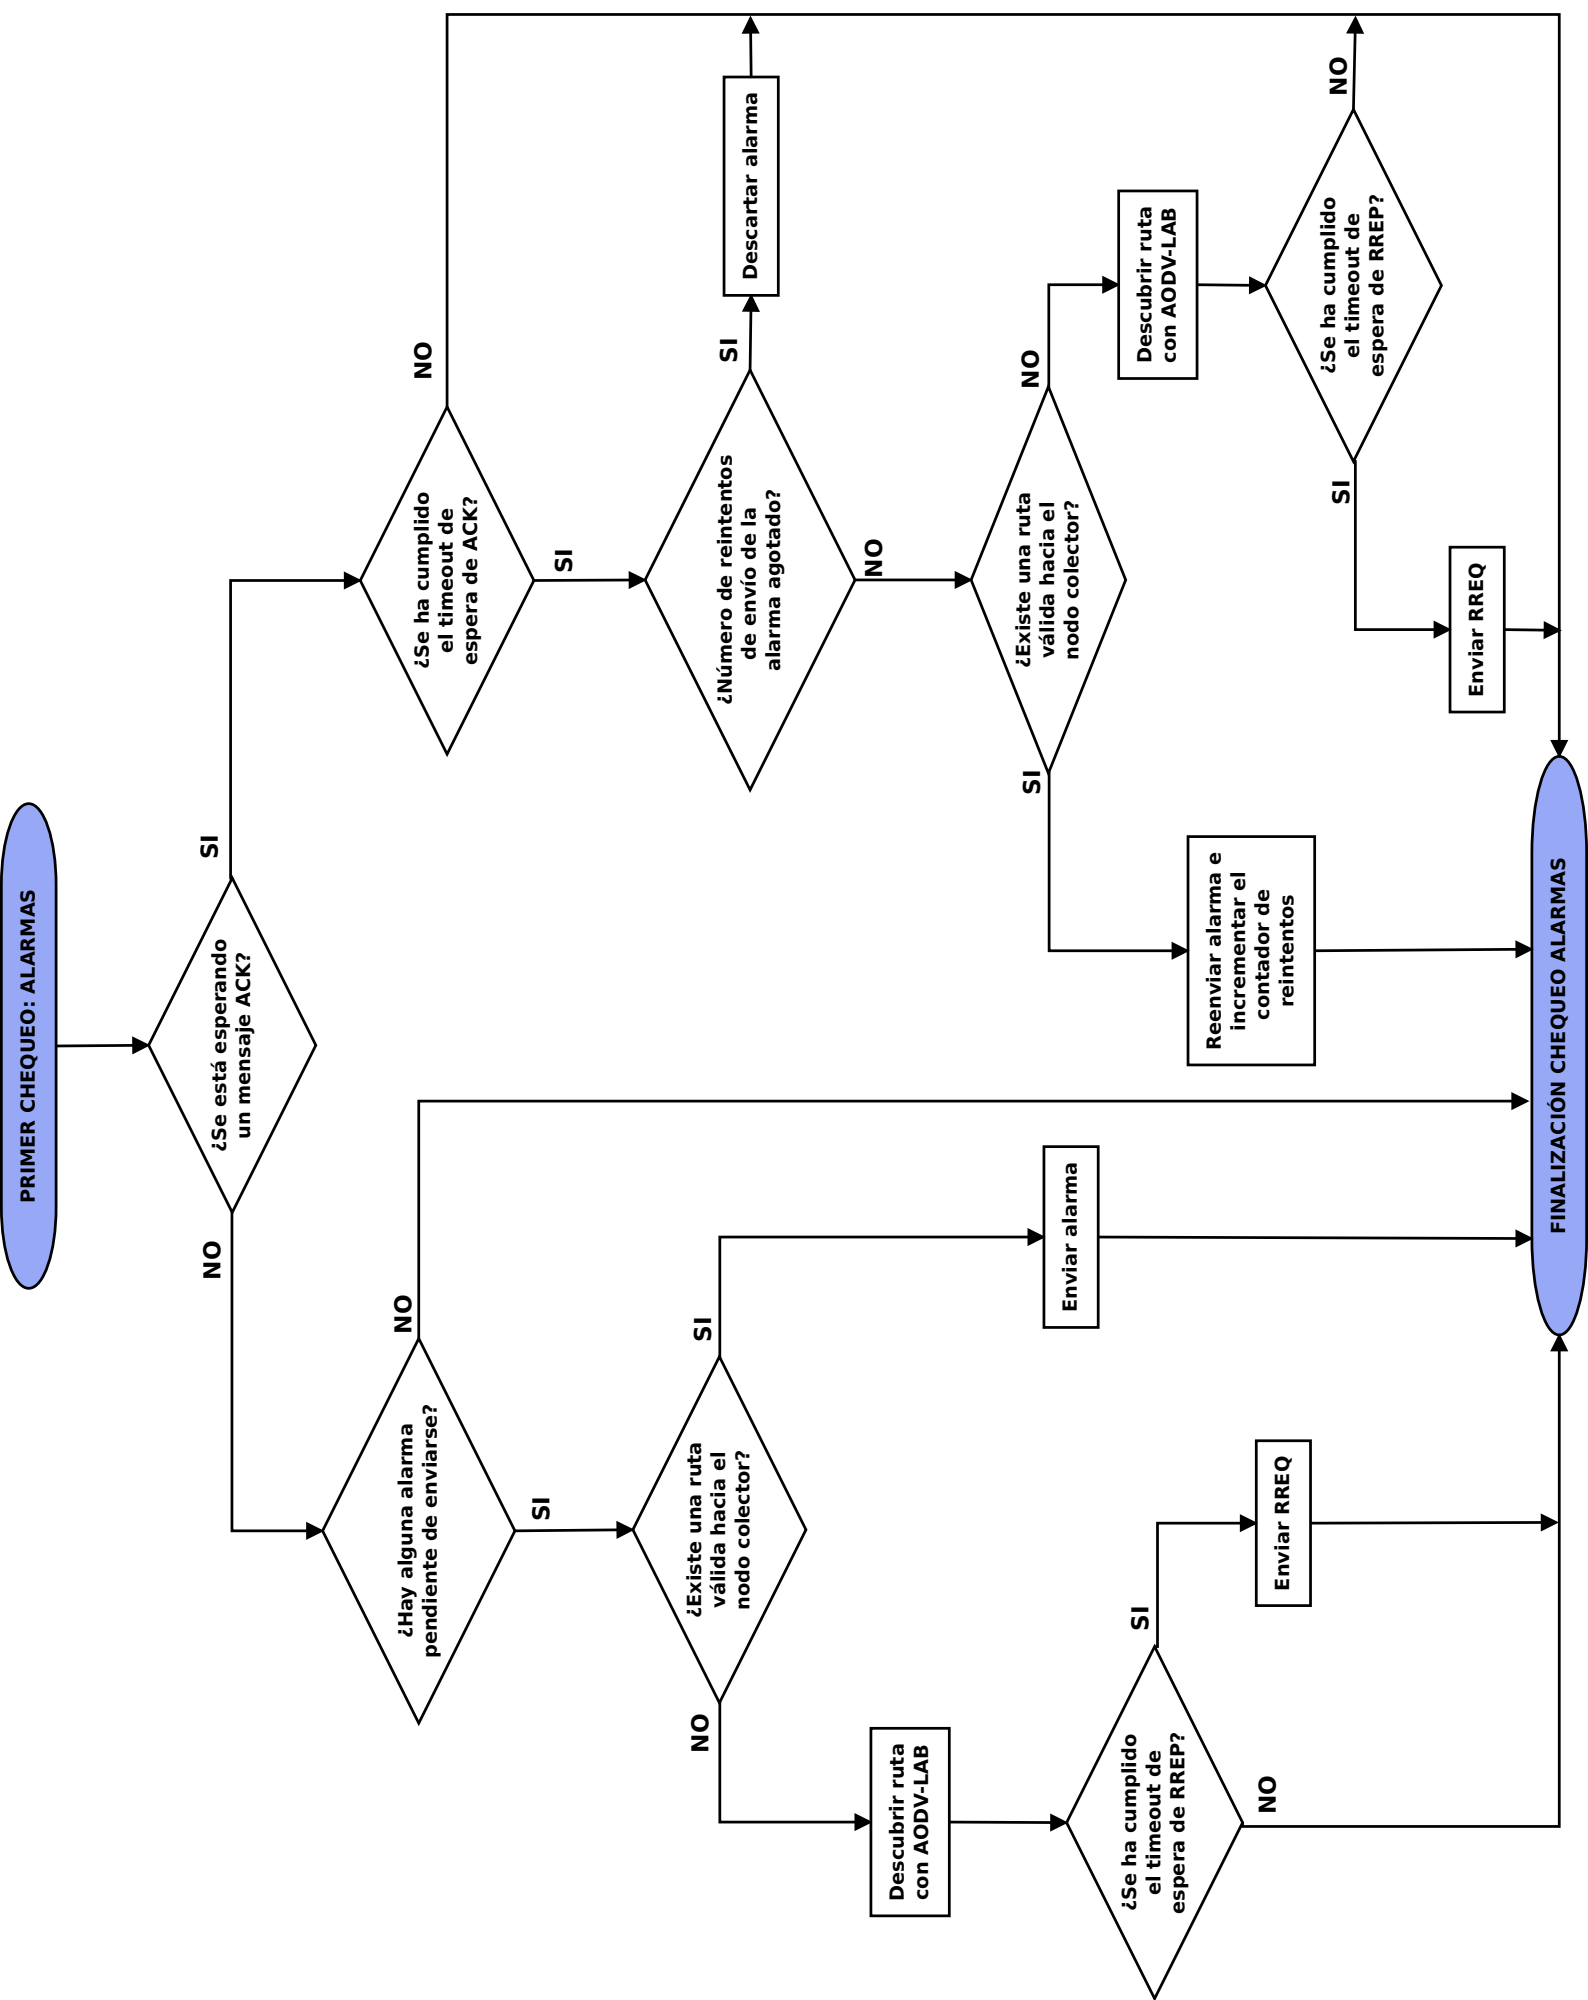 PRIMER CHEQUEO: ALARMAS
¿Se está esperando
un mensaje ACK?
NO
SI
¿Hay alguna alarma
pendiente de enviarse?
NO
SI
¿Se ha cumplido
el timeout de
espera de ACK?
NO
SI
¿Existe una ruta
válida hacia el
nodo colector?
NO
SI
¿Número de reintentos
de envío de la
alarma agotado?
SI
NO
Descartar alarma
Descubrir ruta
con AODV-LAB
Enviar alarma
¿Existe una ruta
válida hacia el
nodo colector?
SI
NO
¿Se ha cumplido
el timeout de
espera de RREP?
SI
NO
Enviar RREQ
Reenviar alarma e
incrementar el
contador de
reintentos
Descubrir ruta
con AODV-LAB
¿Se ha cumplido
el timeout de
espera de RREP?
SI
NO
Enviar RREQ
FINALIZACIÓN CHEQUEO ALARMAS